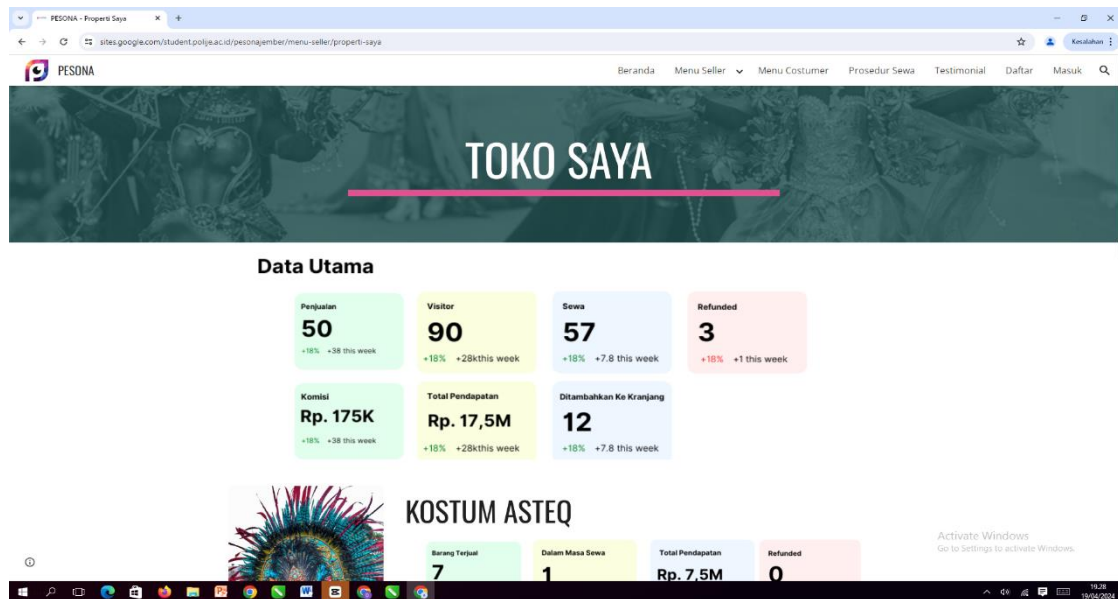 PESONA - Properti Saya
sites.google.com/student.polije.ac.id/pesonajember/menu-seller/properti-saya
Kesalahan
PESONA
Beranda Menu Seller Menu Costumer Prosedur Sewa Testimonial Daftar Masuk
TOKO SAYA
Data Utama
Penjualan
50
+18% +38 this week
Visitor
90
+18% +28kthis week
Sewa
57
+18% +7.8 this week
Refunded
3
+18% +1 this week
Komisi
Rp. 175K
+18% +38 this week
Total Pendapatan
Rp. 17,5M
+18% +28kthis week
Ditambahkan Ke Kranjang
12
+18% +7.8 this week
KOSTUM ASTEQ
Barang Terjual
7
Dalam Masa Sewa
1
Total Pendapatan
Rp. 7,5M
Refunded
0
Activate Windows
Go to Settings to activate Windows.
19.28
19/04/2024